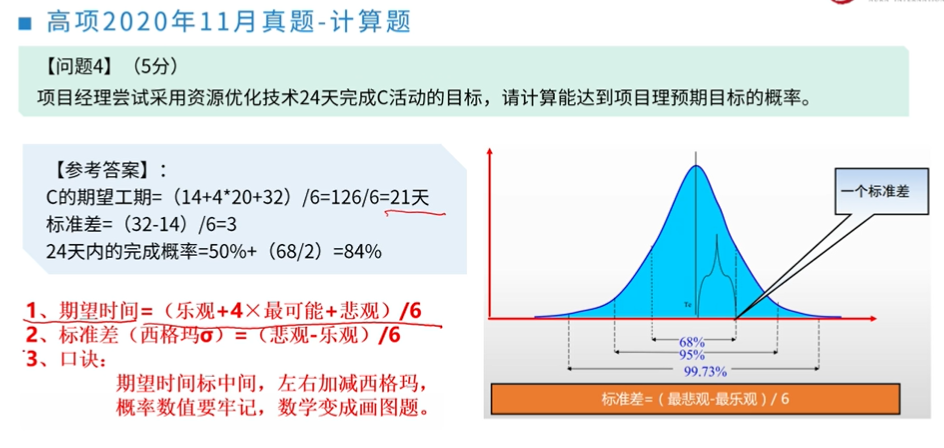 高项2020年11月真题-计算题
【问题4】（5分）
项目经理尝试采用资源优化技术24天完成C活动的目标，请计算能达到项目理预期目标的概率。
【参考答案】：
C的期望工期=（14+4*20+32）/6=126/6=21天
标准差=（32-14）/6=3
24天内的完成概率=50%+（68/2）=84%
1、期望时间=（乐观+4×最可能+悲观）/6
2、标准差（西格玛σ）=（悲观-乐观）/6
3、口诀：
期望时间标中间，左右加减西格玛，
概率数值要牢记，数学变成画图题。
一个标准差
Te
68%
95%
99.73%
标准差=（最悲观-最乐观）/ 6